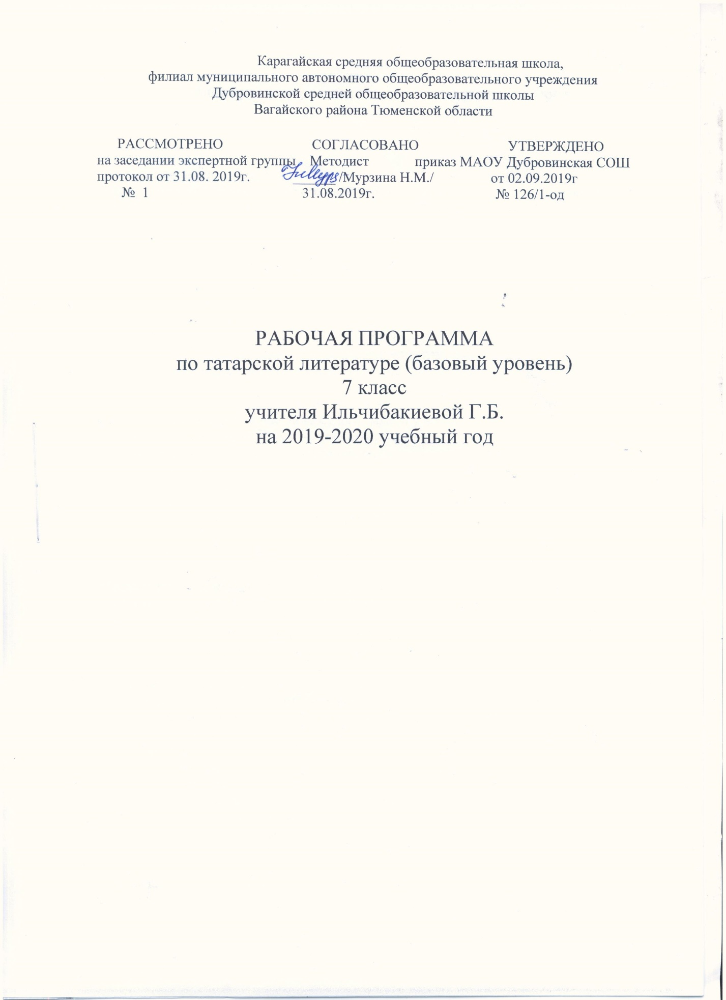 Карагайская средняя общеобразовательная школа,
филиал муниципального автономного общеобразовательного учреждения
Дубровинской средней общеобразовательной школы
Вагайского района Тюменской области
РАССМОТРЕНО СОГЛАСОВАНО УТВЕРЖДЕНО
на заседании экспертной группы Методист приказ МАОУ Дубровинская СОШ
протокол от 31.08. 2019г. ______/Мурзина Н.М./ от 02.09.2019г
№ 1 31.08.2019г. № 126/1-од
РАБОЧАЯ ПРОГРАММА
по татарской литературе (базовый уровень)
7 класс
учителя Ильчибакиевой Г.Б.
на 2019-2020 учебный год